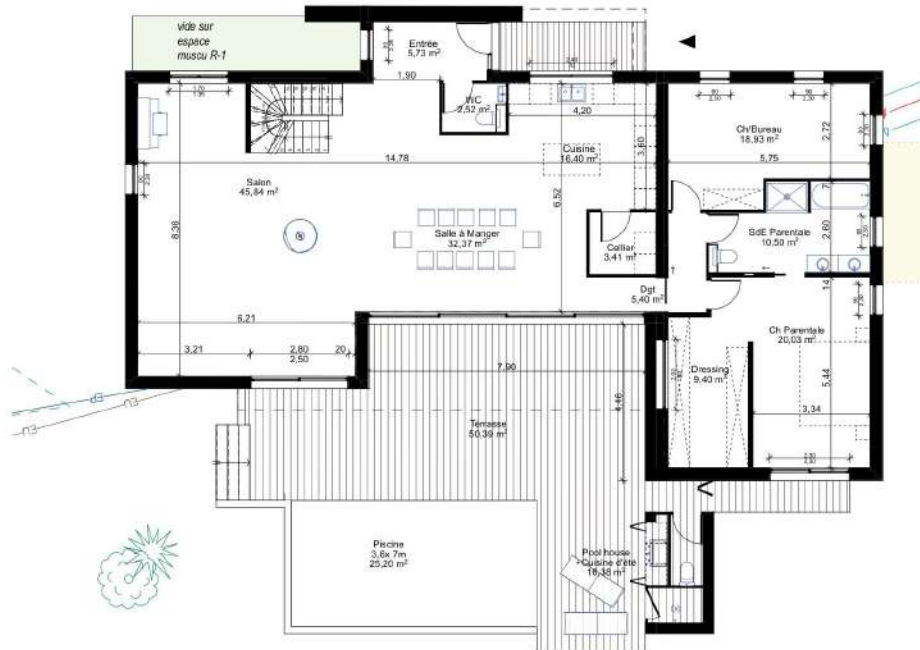 vide sur
espace
muscu R-1
Entrée
5,73 m²
1,90
WC
2,52 m²
4,20
Cuisine
16.40 m²
3,60
14,78
Salon
45,84 m²
8,36
6,52
Salle à Manger
32,37 m²
Cellier
3,41 m²
Ch/Bureau
18,93 m²
2,72
5,75
7
SdE Parentale
10.50 m²
2,60
Dgt
5,40 m²
14
Ch Parentale
20,03 m²
Dressing
9.40 m²
5,44
3,34
6,21
3,21
2,80
2,50
20
7,90
4,46
Terrasse
50,39 m²
Piscine
3,6x 7m
25,20 m²
Pool house
Cuisine d'été